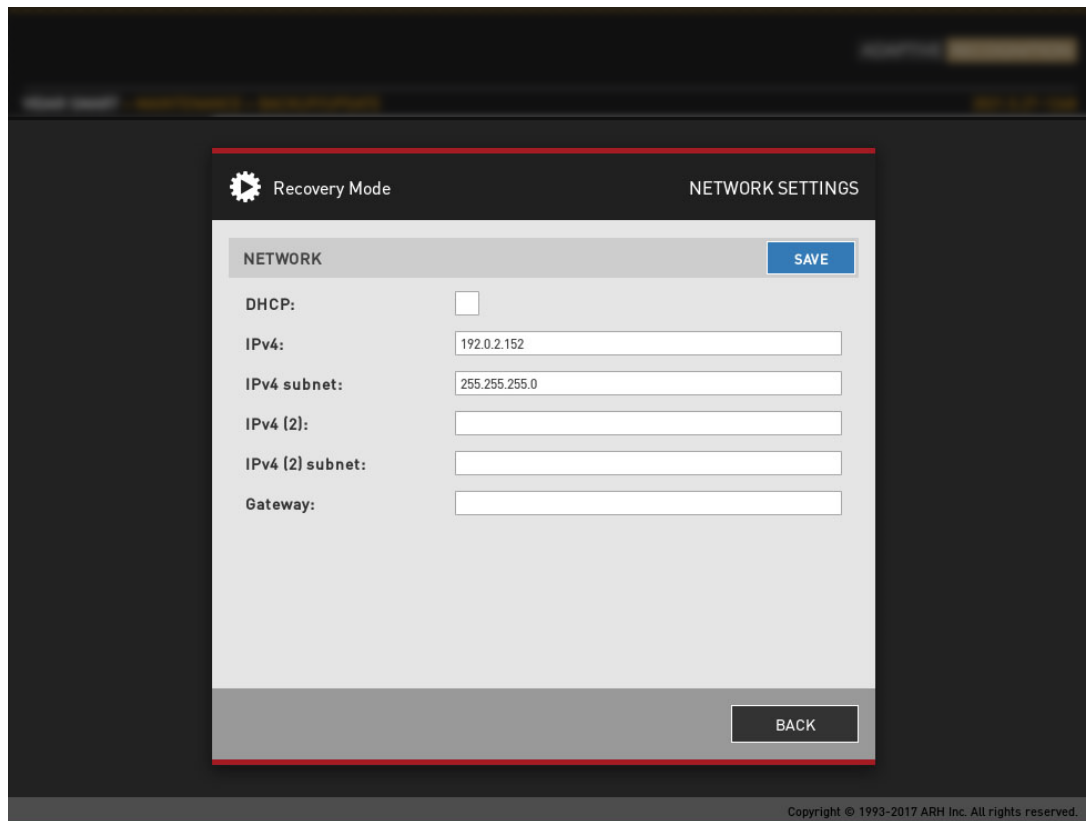 Recovery Mode
NETWORK SETTINGS
NETWORK
SAVE
DHCP:
IPv4:
192.0.2.152
IPv4 subnet:
255.255.255.0
IPv4 (2):
IPv4 (2) subnet:
Gateway:
BACK
Copyright © 1993-2017 ARH Inc. All rights reserved.